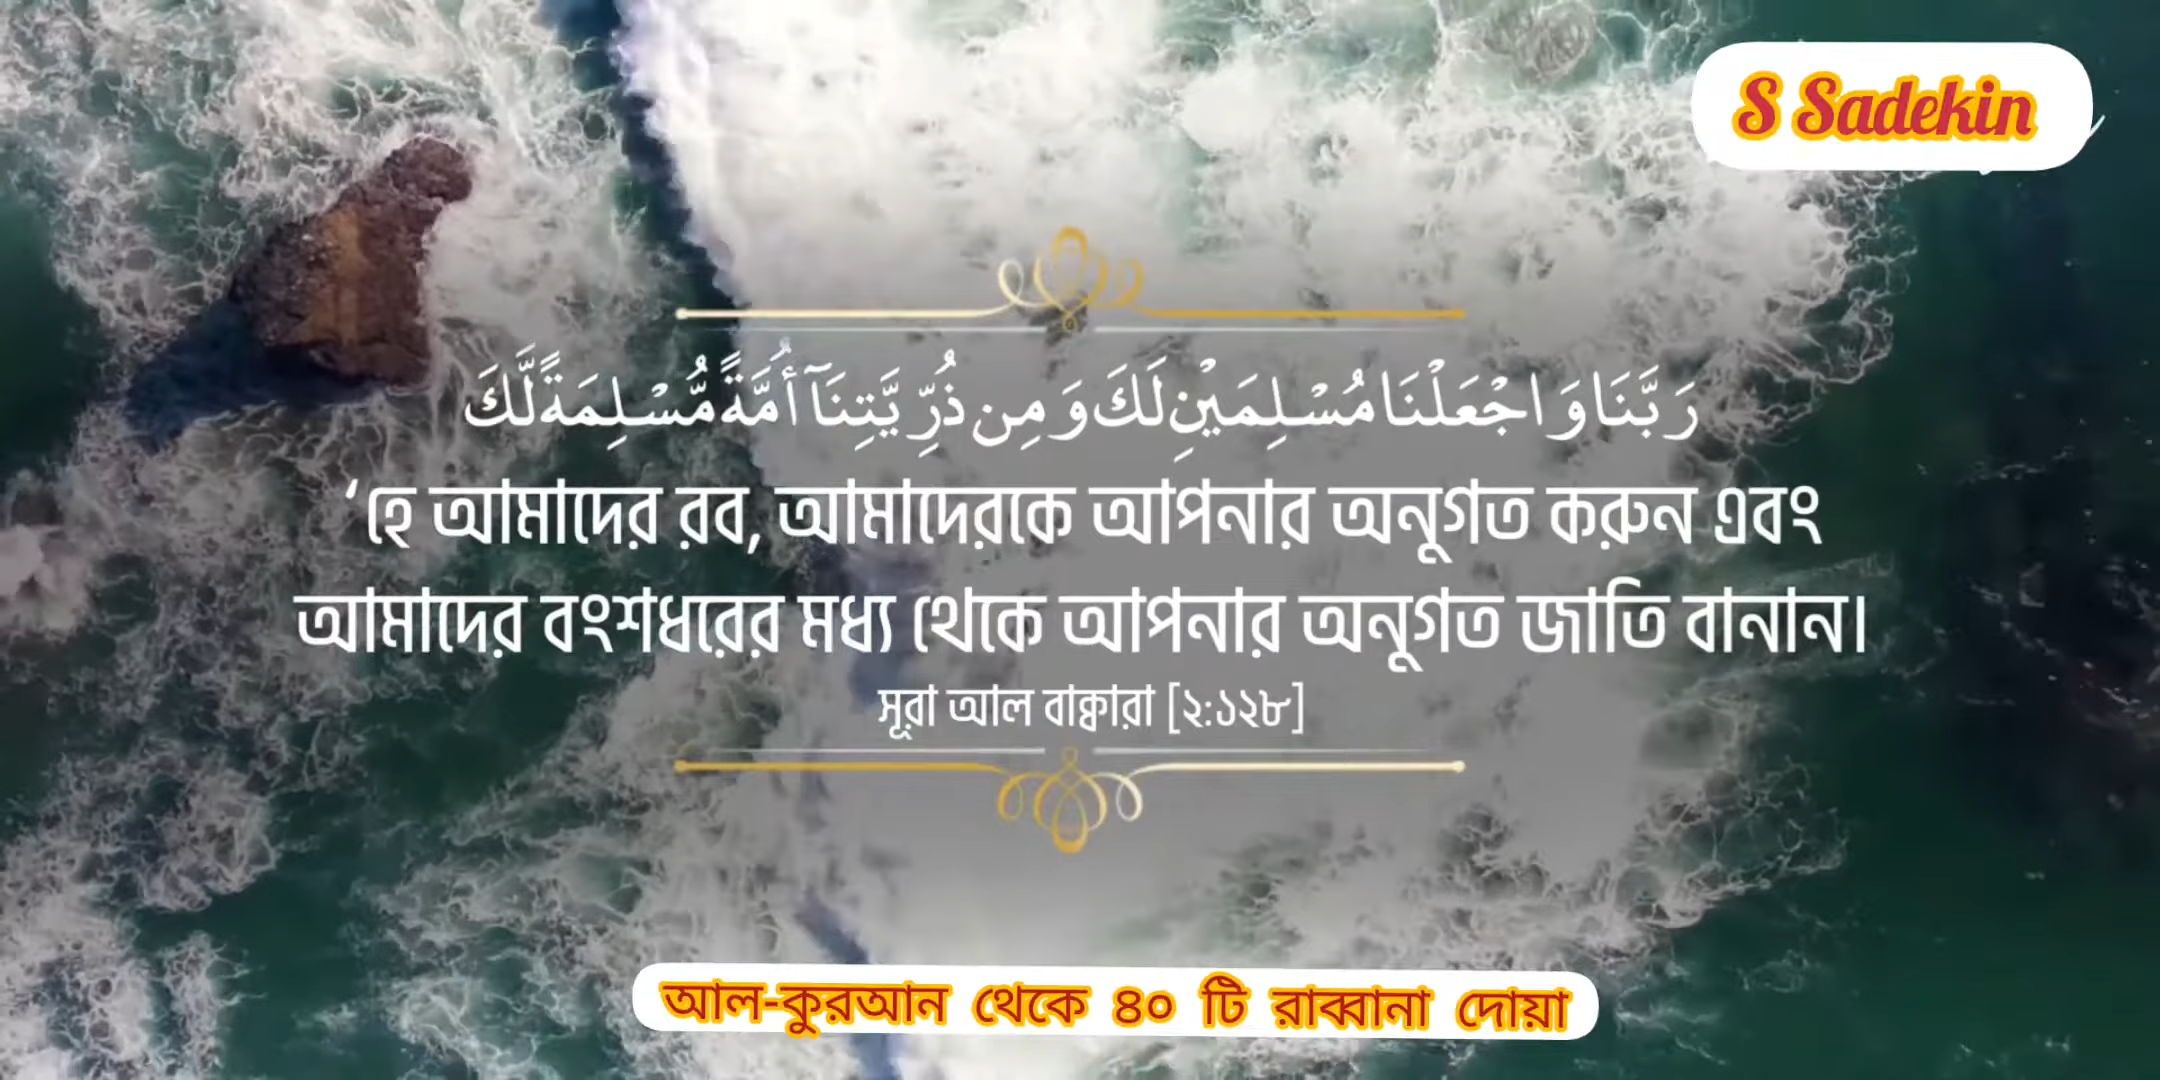 S Sadekin
رَبَّنَا وَاجْعَلْنَا مُسْلِمَيْنِ لَكَ وَمِن ذُرِّيَّتِنَآ أُمَّةً مُّسْلِمَةً لَّكَ
‘হে আমাদের রব, আমাদেরকে আপনার অনুগত করুন এবং
আমাদের বংশধরের মধ্য থেকে আপনার অনুগত জাতি বানান।
সূরা আল বাক্বারা [২:১২৮]
আল-কুরআন থেকে ৪০ টি রাব্বানা দোয়া